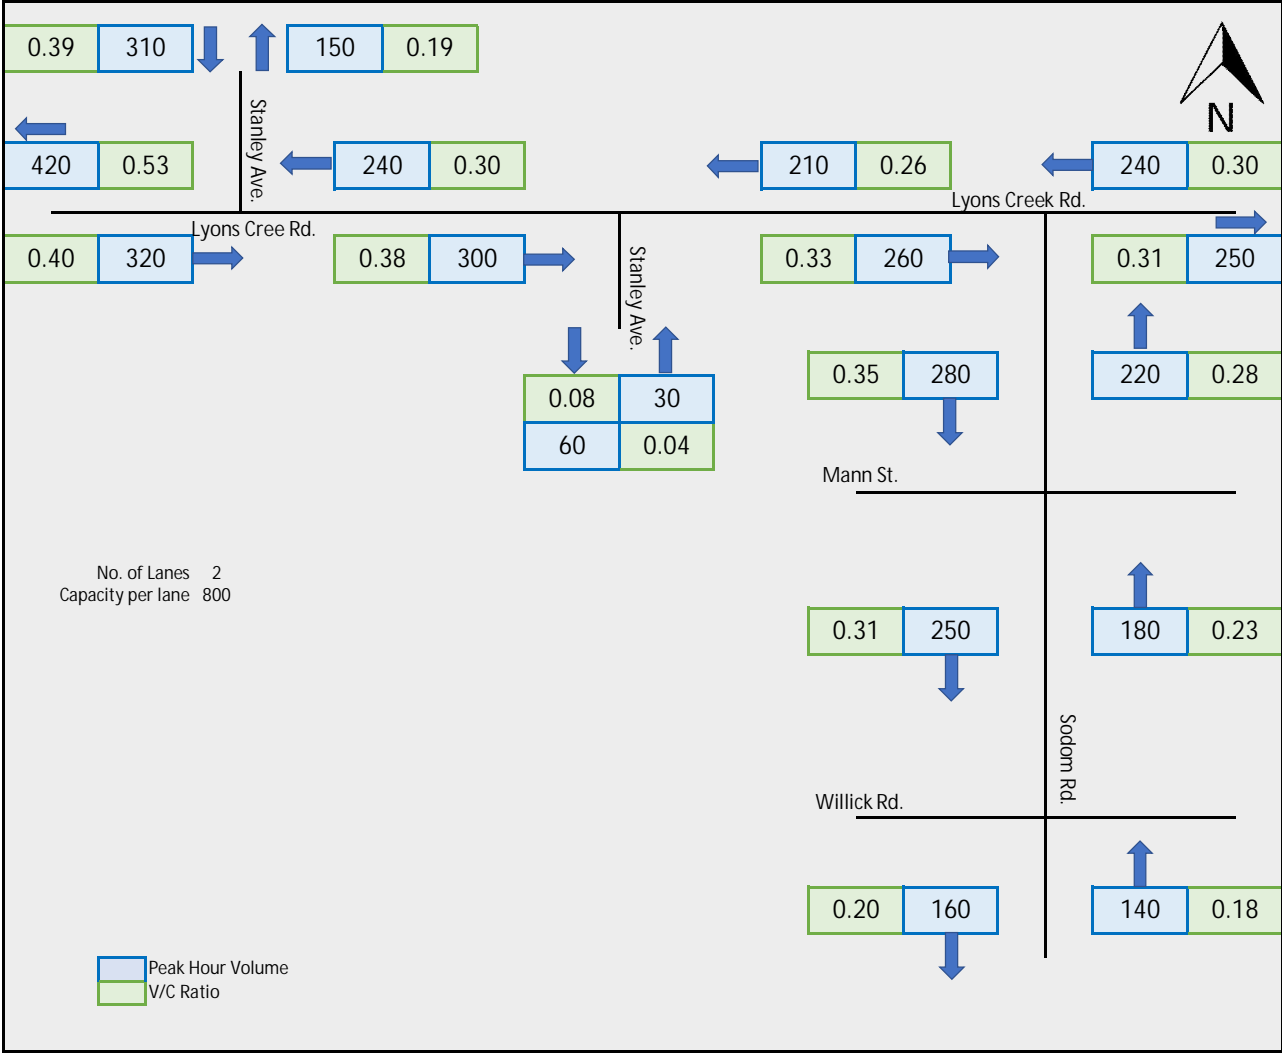 0.39 310 150 0.19
N
Stanley Ave.
420 0.53 240 0.30 210 0.26 240 0.30
Lyons Creek Rd.
Lyons Cree Rd.
0.40 320 0.38 300 0.33 260 0.31 250
Stanley Ave.
0.08 30
60 0.04
0.35 280 220 0.28
Mann St.
No. of Lanes 2
Capacity per lane 800
0.31 250 180 0.23
Sodom Rd.
Willick Rd.
0.20 160 140 0.18
Peak Hour Volume
V/C Ratio